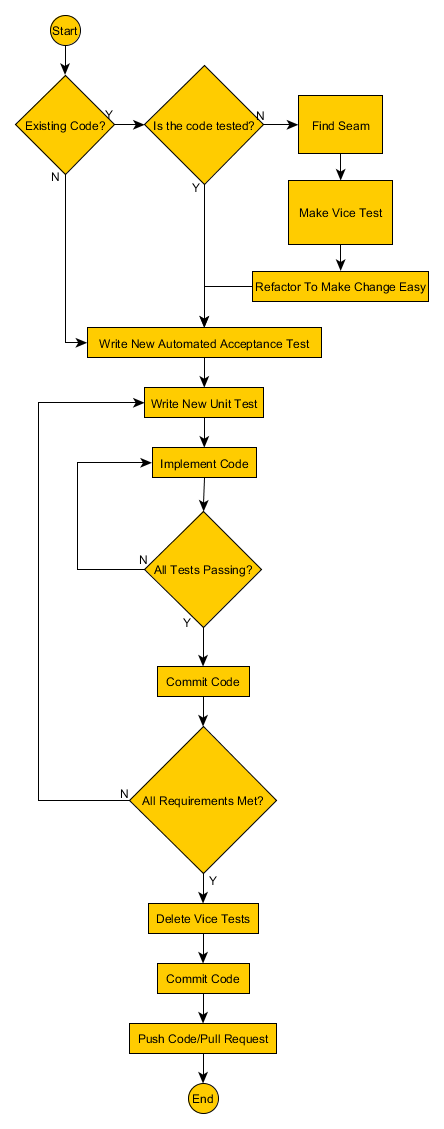 Start
Existing Code?
Y
Is the code tested?
N
Find Seam
N
Y
Make Vice Test
Refactor To Make Change Easy
Write New Automated Acceptance Test
Write New Unit Test
Implement Code
N
All Tests Passing?
Y
Commit Code
N
All Requirements Met?
Y
Delete Vice Tests
Commit Code
Push Code/Pull Request
End